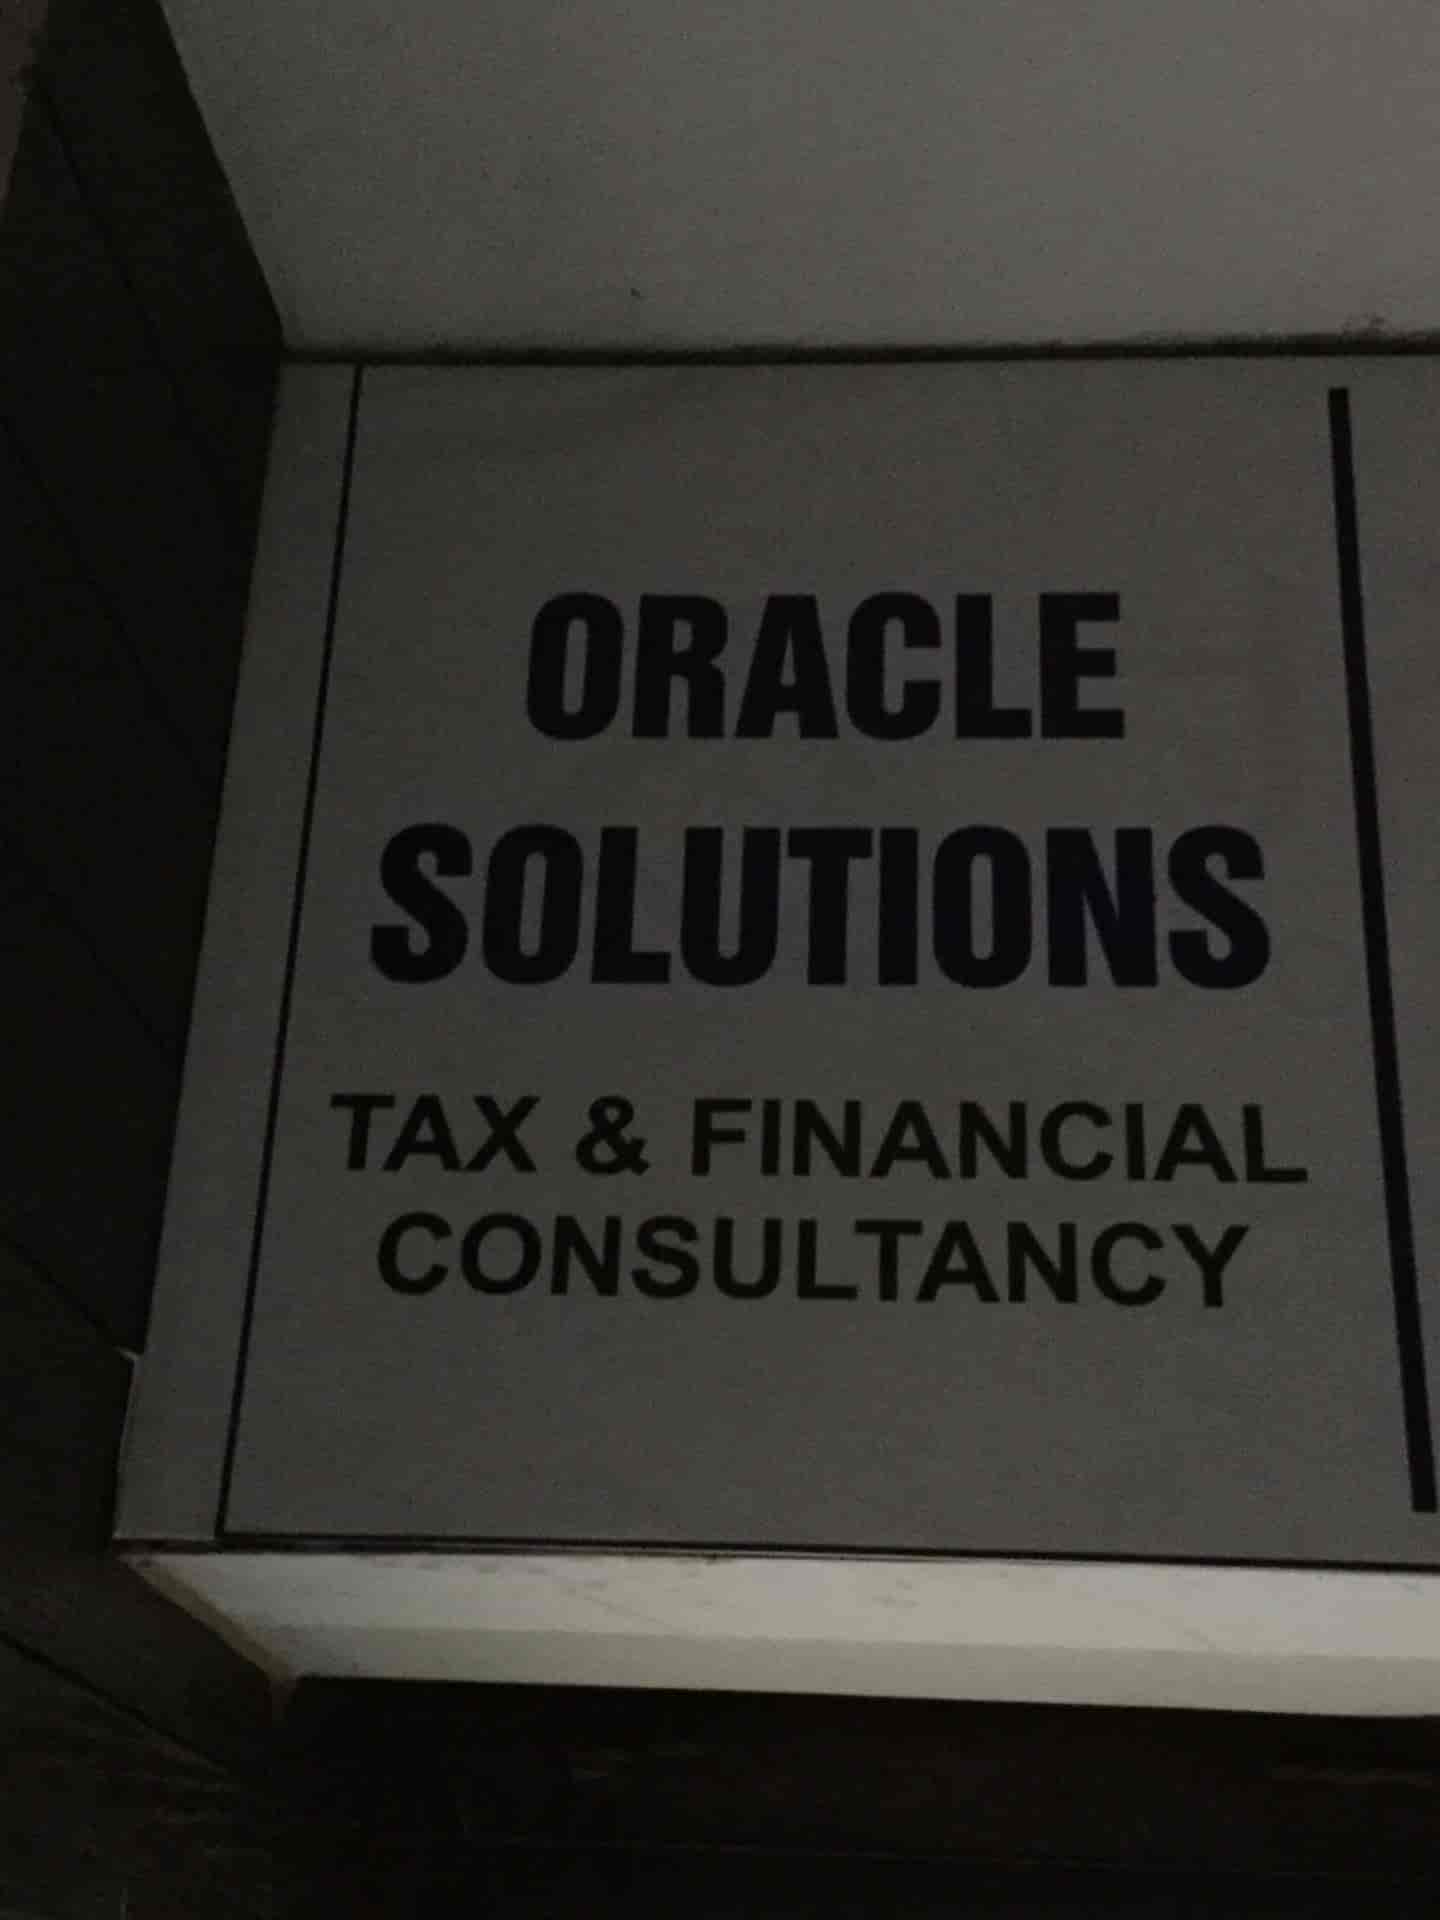 ORACLE
SOLUTIONS
TAX & FINANCIAL
CONSULTANCY